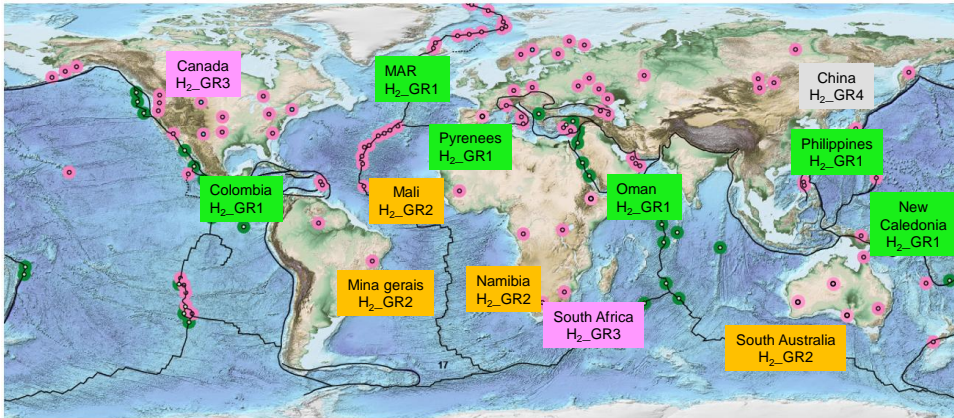 Canada
H₂_GR3
MAR
H₂_GR1
China
H₂_GR4
Pyrenees
H₂_GR1
Philippines
H₂_GR1
Colombia
H₂_GR1
Mali
H₂_GR2
Oman
H₂_GR1
New
Caledonia
H₂_GR1
Mina gerais
H₂_GR2
Namibia
H₂_GR2
South Africa
H₂_GR3
South Australia
H₂_GR2
17